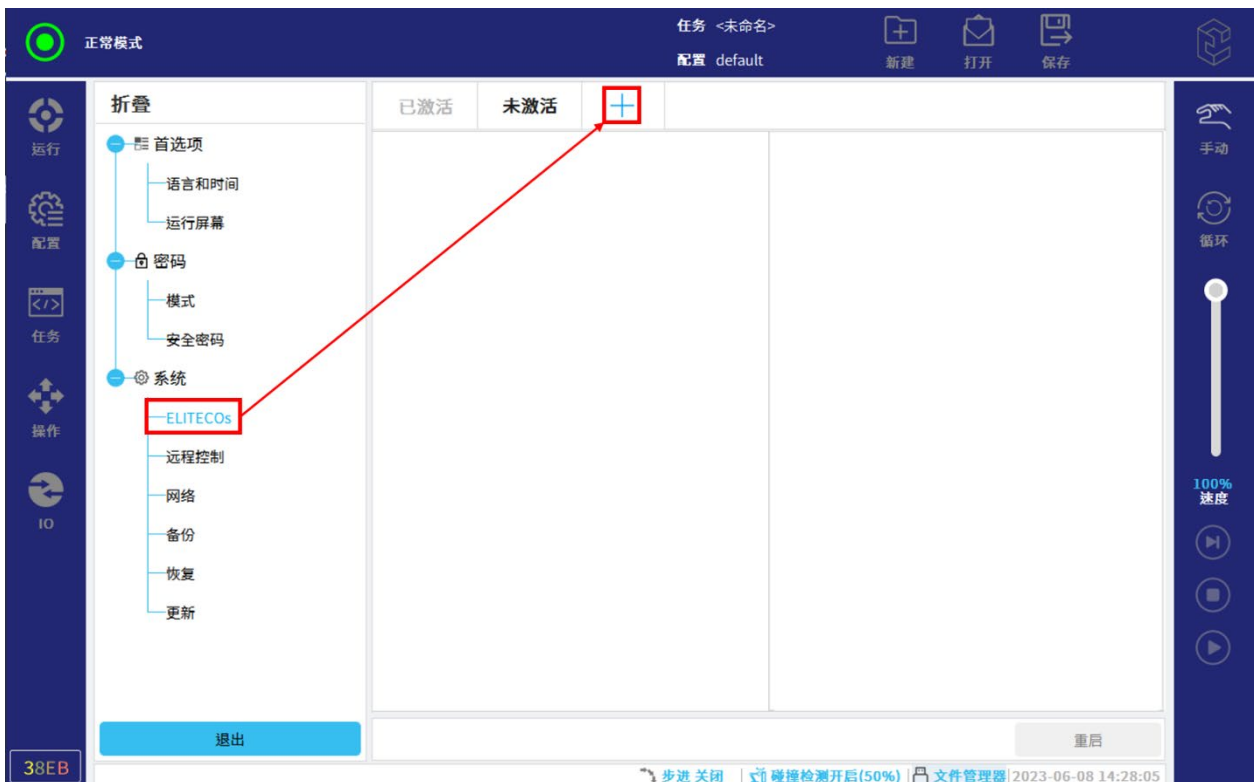 正常模式
任务 <未命名>
配置 default
新建
打开
保存
运行
配置
任务
操作
IO
38EB
折叠
首选项
语言和时间
运行屏幕
密码
模式
安全密码
系统
ELITECOs
远程控制
网络
备份
恢复
更新
退出
已激活
未激活
重启
手动
循环
100%
速度
步进 关闭 | 碰撞检测开启(50%) | 文件管理器|2023-06-08 14:28:05